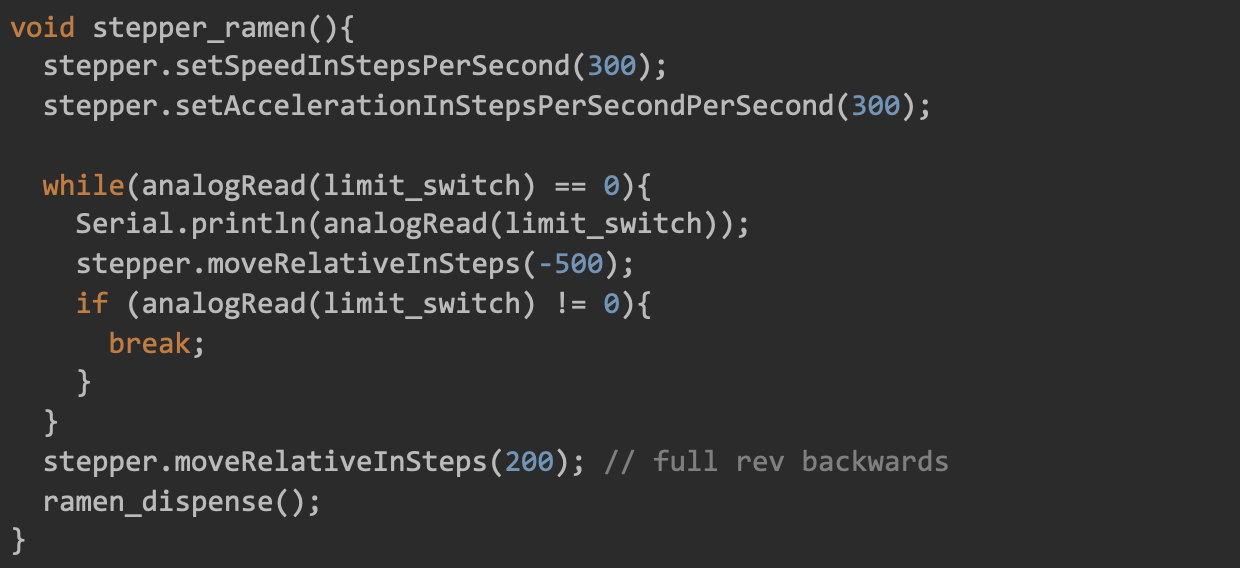 void stepper_ramen(){
  stepper.setSpeedInStepsPerSecond(300);
  stepper.setAccelerationInStepsPerSecondPerSecond(300);

  while(analogRead(limit_switch) == 0){
    Serial.println(analogRead(limit_switch));
    stepper.moveRelativeInSteps(-500);
    if (analogRead(limit_switch) != 0){
      break;
    }
  }
  stepper.moveRelativeInSteps(200); // full rev backwards
  ramen_dispense();
}